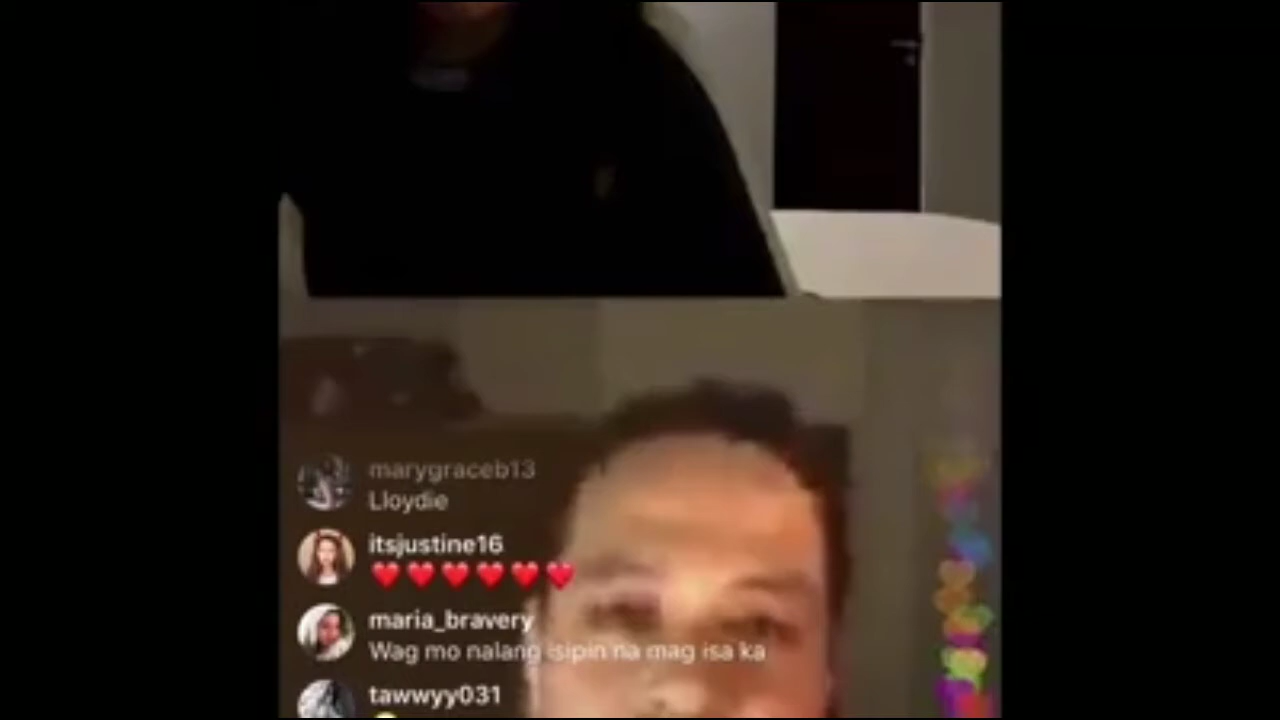 marygraceb13
Lloydie
itsjustine16
❤️❤️❤️❤️❤️❤️
maria_bravery
Wag mo nalang isipin na mag isa ka
tawwyy031